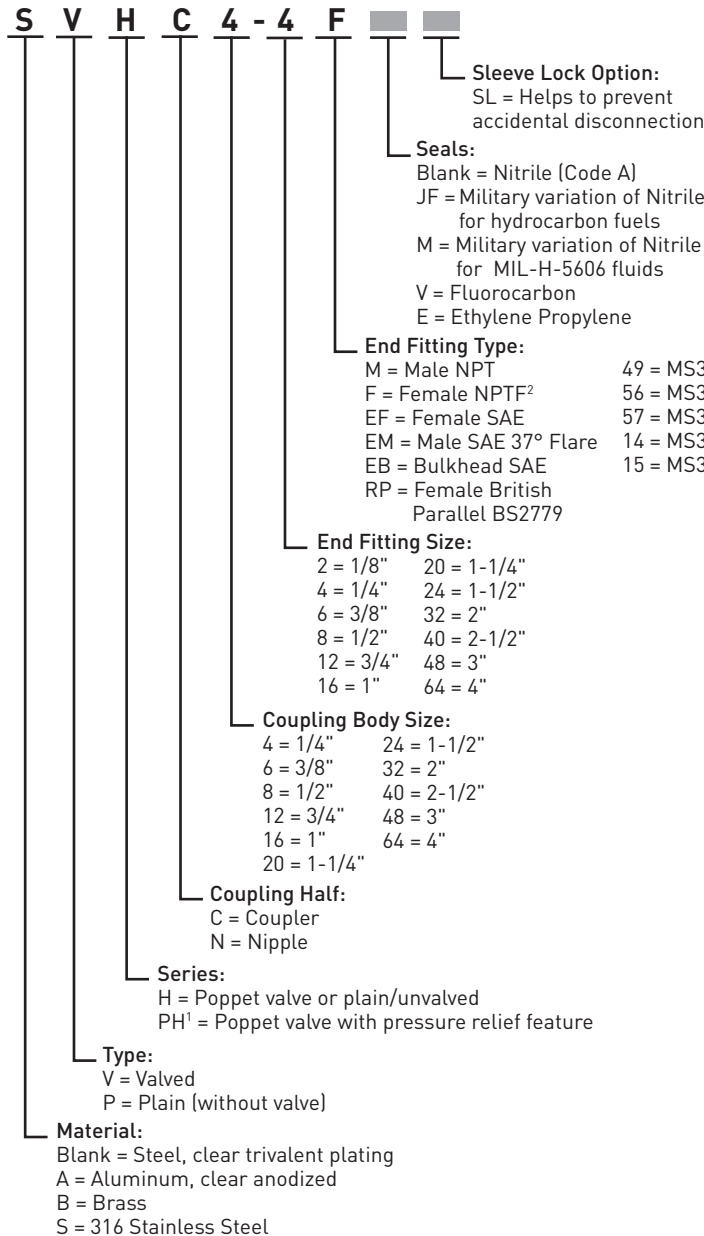 S V H C 4 - 4 F
Sleeve Lock Option:
SL = Helps to prevent
accidental disconnection
Seals:
Blank = Nitrile (Code A)
JF = Military variation of Nitrile
for hydrocarbon fuels
M = Military variation of Nitrile
for MIL-H-5606 fluids
V = Fluorocarbon
E = Ethylene Propylene
End Fitting Type:
M = Male NPT 49 = MS3
F = Female NPTF² 56 = MS3
EF = Female SAE 57 = MS3
EM = Male SAE 37° Flare 14 = MS3
EB = Bulkhead SAE 15 = MS3
RP = Female British
Parallel BS2779
End Fitting Size:
2 = 1/8" 20 = 1-1/4"
4 = 1/4" 24 = 1-1/2"
6 = 3/8" 32 = 2"
8 = 1/2" 40 = 2-1/2"
12 = 3/4" 48 = 3"
16 = 1" 64 = 4"
Coupling Body Size:
4 = 1/4" 24 = 1-1/2"
6 = 3/8" 32 = 2"
8 = 1/2" 40 = 2-1/2"
12 = 3/4" 48 = 3"
16 = 1" 64 = 4"
20 = 1-1/4"
Coupling Half:
C = Coupler
N = Nipple
Series:
H = Poppet valve or plain/unvalved
PH¹ = Poppet valve with pressure relief feature
Type:
V = Valved
P = Plain (without valve)
Material:
Blank = Steel, clear trivalent plating
A = Aluminum, clear anodized
B = Brass
S = 316 Stainless Steel